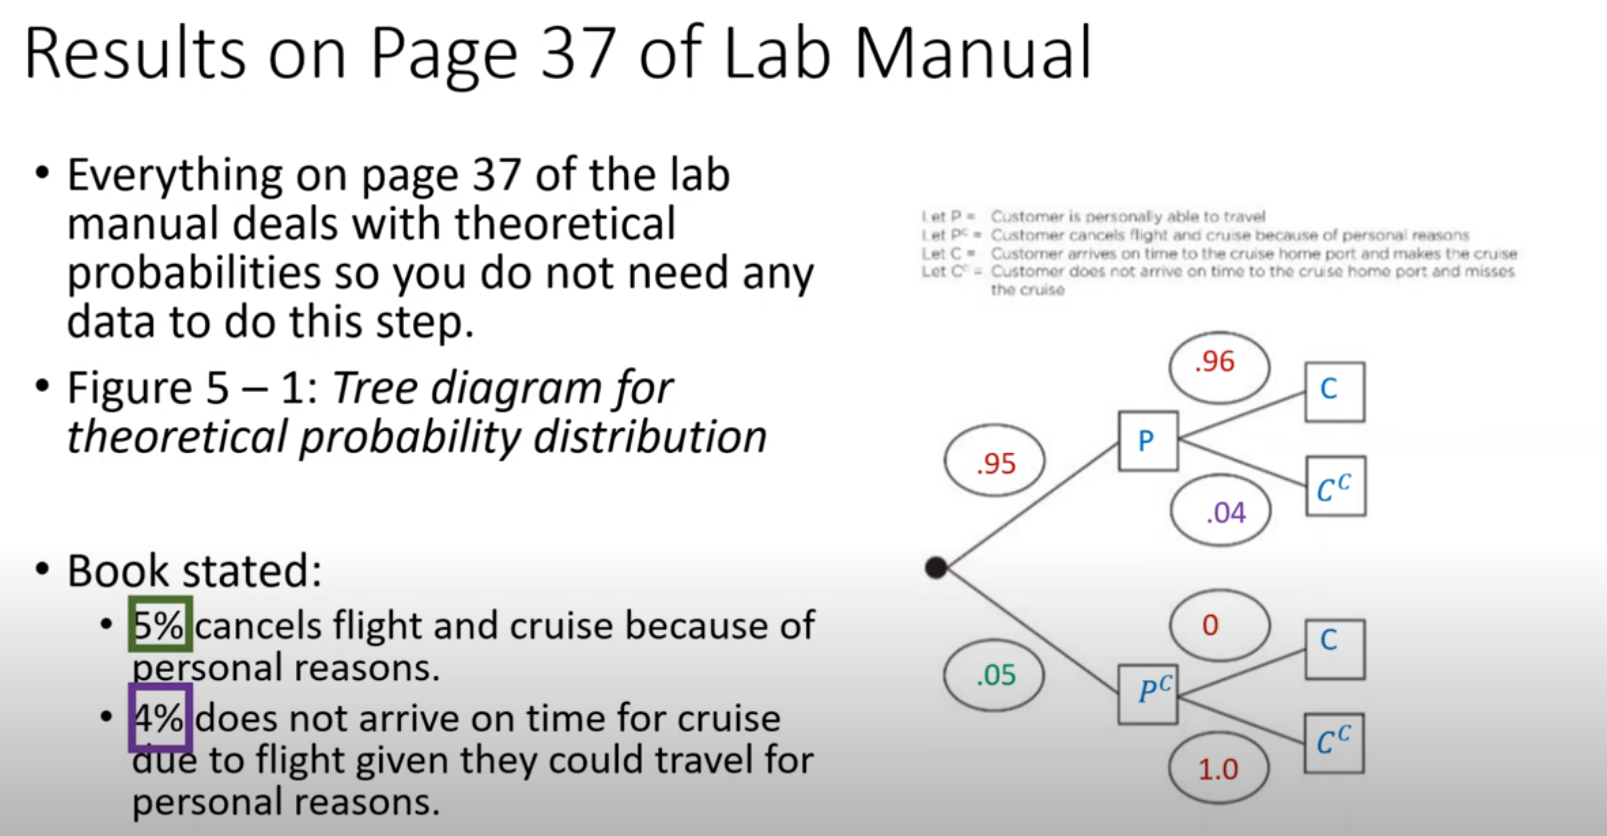 Results on Page 37 of Lab Manual
• Everything on page 37 of the lab
manual deals with theoretical
probabilities so you do not need any
data to do this step.
• Figure 5 – 1: Tree diagram for
theoretical probability distribution
• Book stated:
• 5% cancels flight and cruise because of
personal reasons.
• 4% does not arrive on time for cruise
due to flight given they could travel for
personal reasons.
Let P = Customer is personally able to travel
Let Pᶜ = Customer cancels flight and cruise because of personal reasons
Let C = Customer arrives on time to the cruise home port and makes the cruise
Let Cᶜ = Customer does not arrive on time to the cruise home port and misses
the cruise
.96
C
P
.95
Cᶜ
.04
0
C
.05
Pᶜ
Cᶜ
1.0